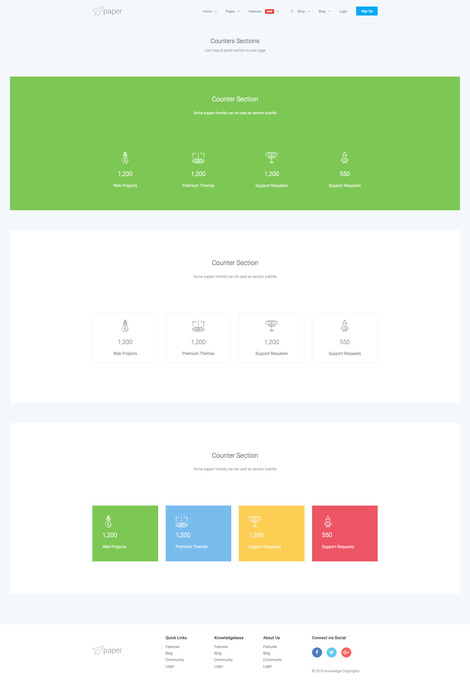 paper
Home Pages Features NEW Shop Blog Login Sign Up
Counters Sections
Just copy & paste section to your page
Counter Section
Some supper friendly can be used as section subtitle
1,200 1,200 1,200 550
Web Projects Premium Themes Support Requests Support Requests
Counter Section
Some supper friendly can be used as section subtitle
1,200 1,200 1,200 550
Web Projects Premium Themes Support Requests Support Requests
Counter Section
Some supper friendly can be used as section subtitle
1,200 1,200 1,200 550
Web Projects Premium Themes Support Requests Support Requests
paper
Quick Links
Features
Blog
Community
Login
Knowledgebase
Features
Blog
Community
Login
About Us
Features
Blog
Community
Login
Connect via Social